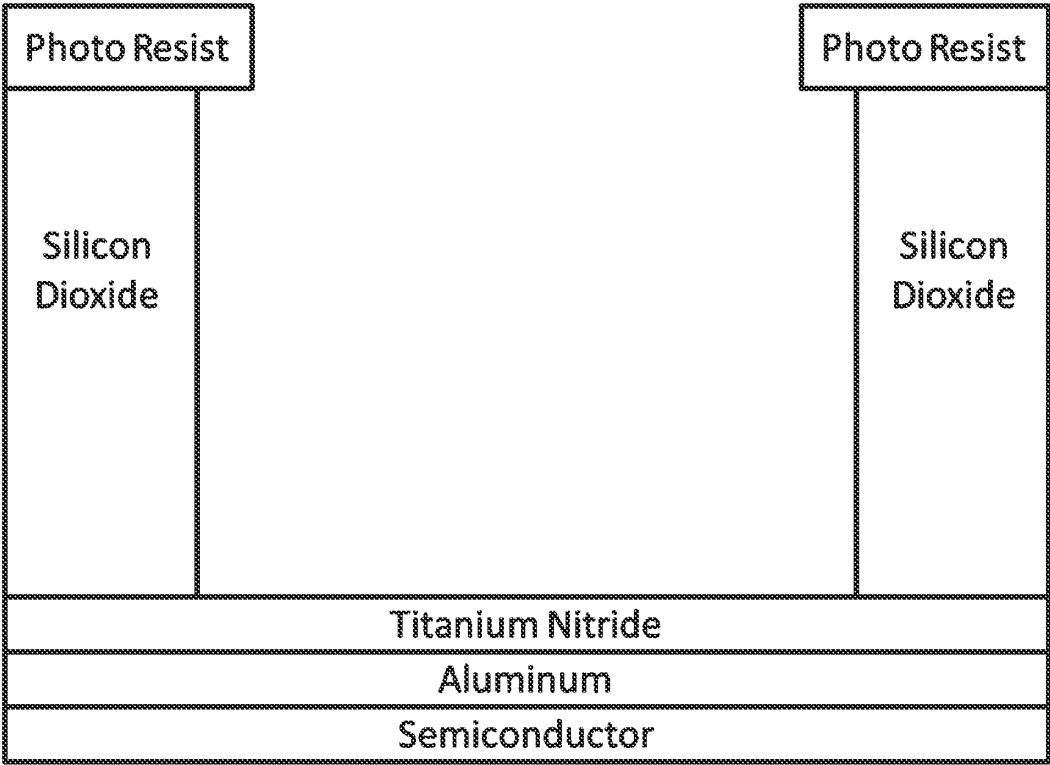 Photo Resist
Photo Resist
Silicon
Dioxide
Silicon
Dioxide
Titanium Nitride
Aluminum
Semiconductor